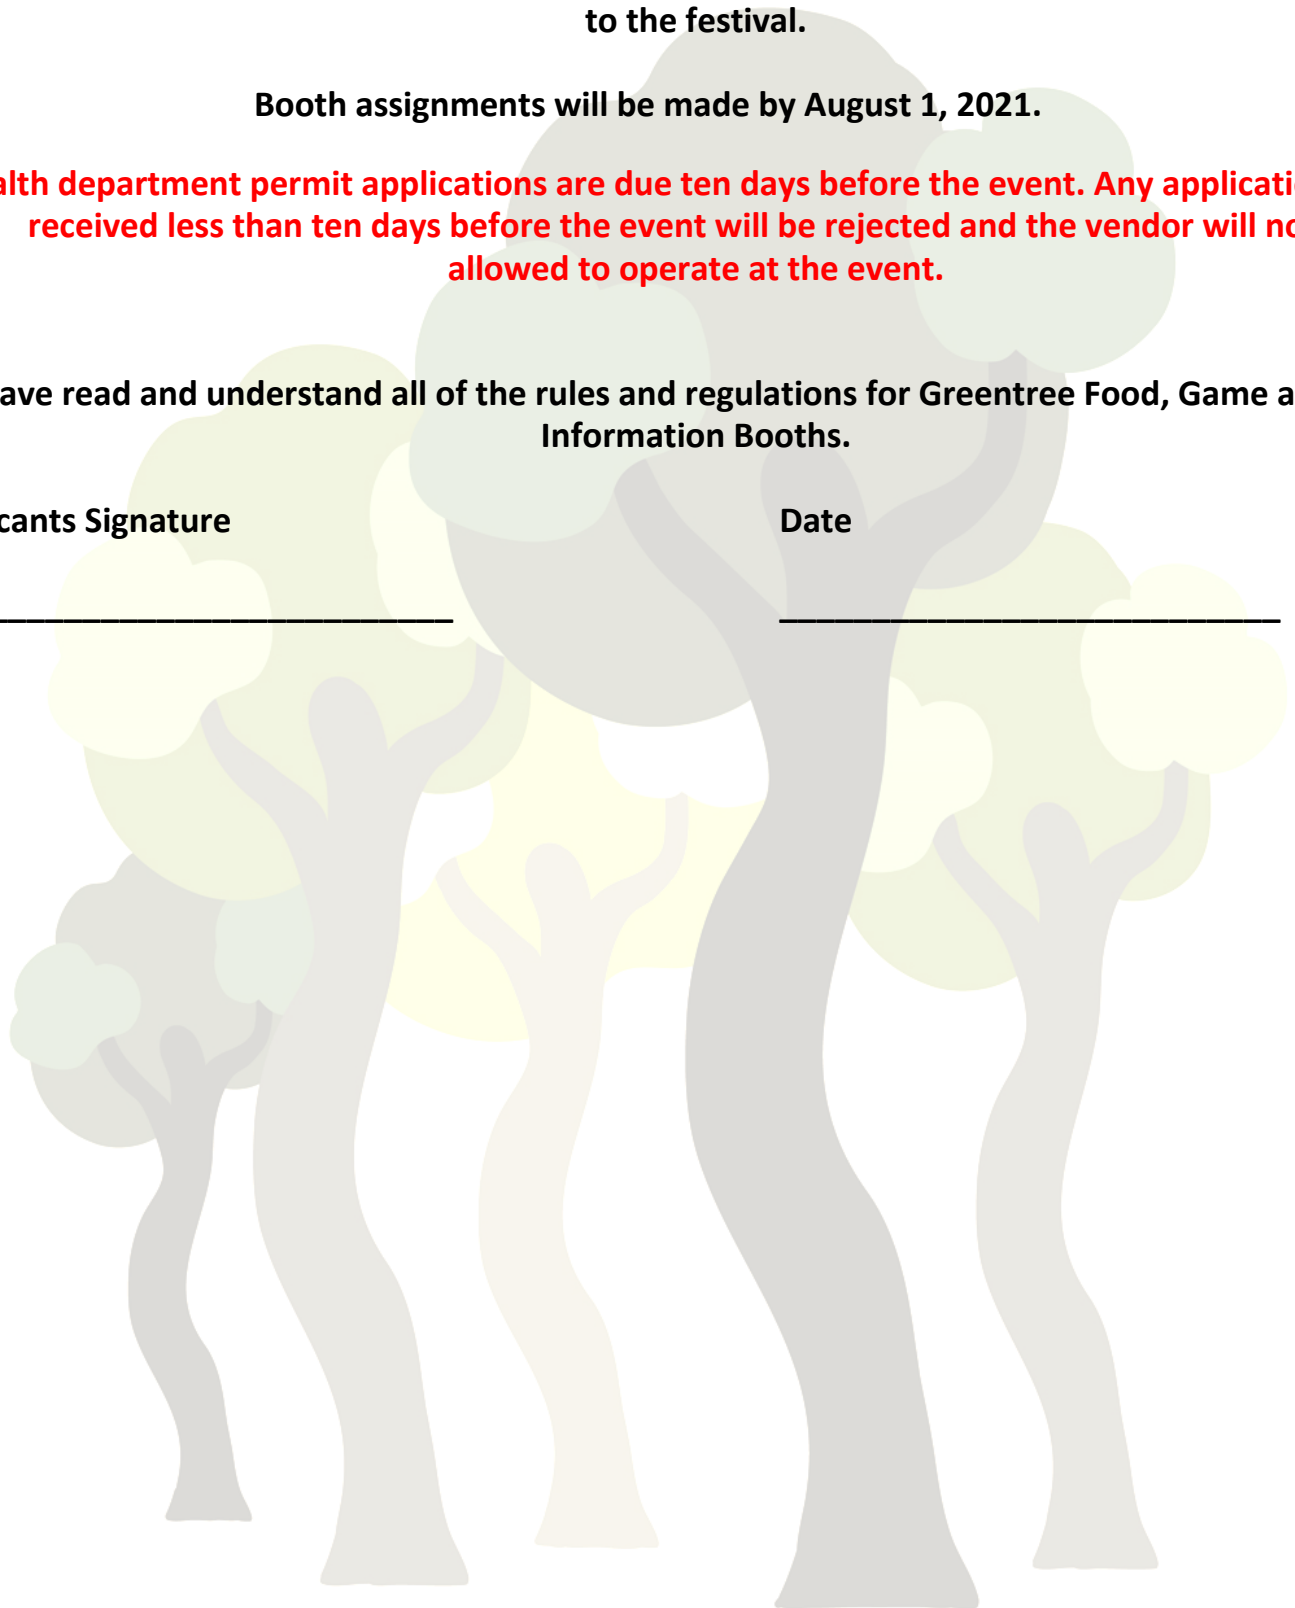 to the festival.
Booth assignments will be made by August 1, 2021.
alth department permit applications are due ten days before the event. Any applicati
received less than ten days before the event will be rejected and the vendor will no
allowed to operate at the event.
ave read and understand all of the rules and regulations for Greentree Food, Game a
Information Booths.
cants Signature Date